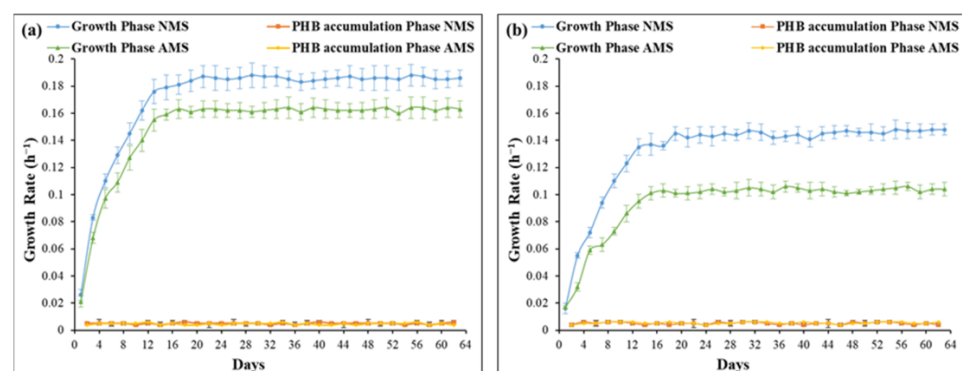 (a) Growth Phase NMS PHB accumulation Phase NMS
Growth Phase AMS PHB accumulation Phase AMS
0.2
0.18
0.16
0.14
0.12
0.1
0.08
0.06
0.04
0.02
0
Growth Rate (h⁻¹)
0 4 8 12 16 20 24 28 32 36 40 44 48 52 56 60 64
Days
(b) Growth Phase NMS PHB accumulation Phase NMS
Growth Phase AMS PHB accumulation Phase AMS
0.2
0.18
0.16
0.14
0.12
0.1
0.08
0.06
0.04
0.02
0
Growth Rate (h⁻¹)
0 4 8 12 16 20 24 28 32 36 40 44 48 52 56 60 64
Days